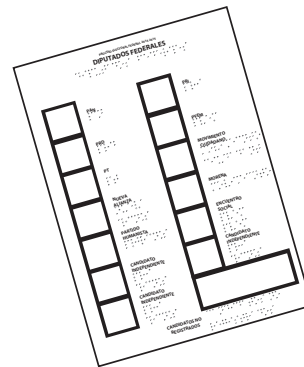 DIPUTADOS FEDERALES
PAN
PRD
PT
NUEVA
ALIANZA
PARTIDO
HUMANISTA
CANDIDATO
INDEPENDIENTE
CANDIDATO
INDEPENDIENTE
PRI
PVEM
MOVIMIENTO
CIUDADANO
MORENA
ENCUENTRO
SOCIAL
CANDIDATO
INDEPENDIENTE
CANDIDATOS NO
REGISTRADOS